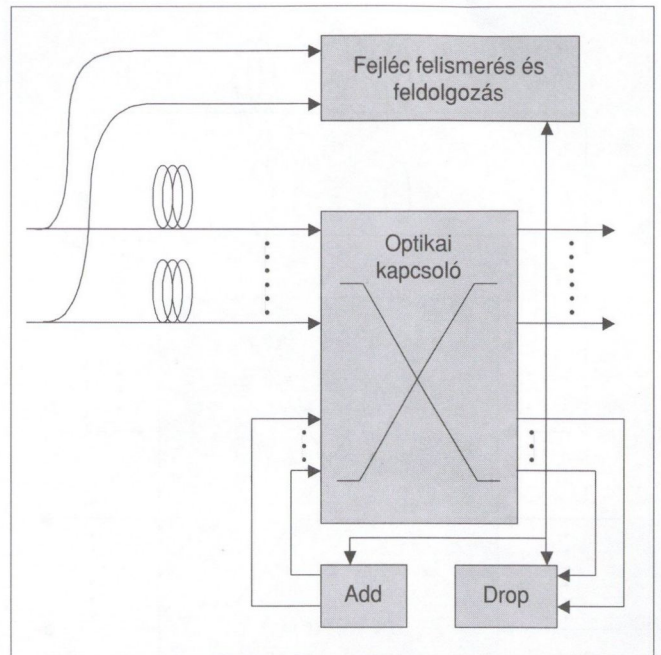 Fejléc felismerés és
feldolgozás
Optikai
kapcsoló
Add
Drop